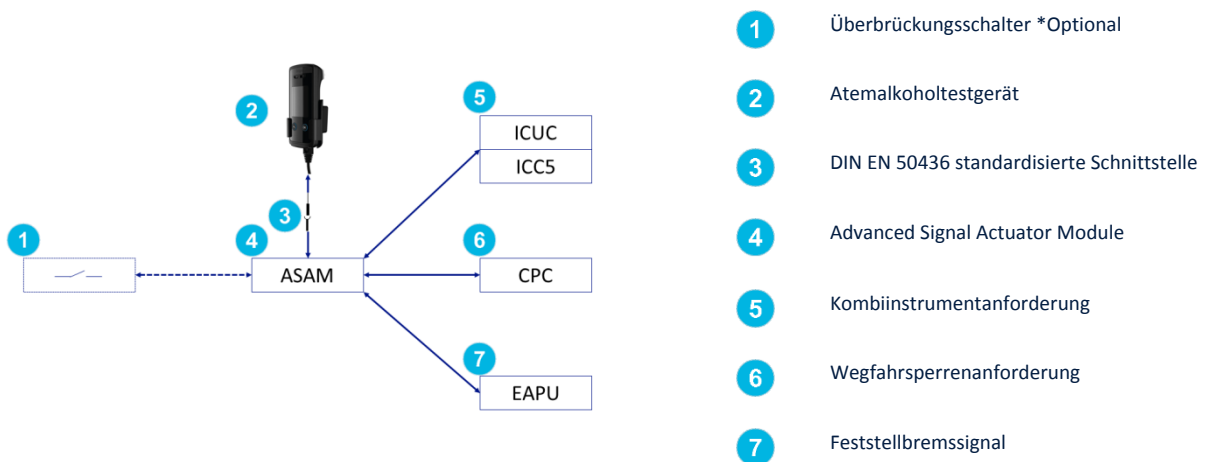 1
Überbrückungsschalter *Optional
2
Atemalkoholtestgerät
3
DIN EN 50436 standardisierte Schnittstelle
4
Advanced Signal Actuator Module
5
Kombiinstrumentanforderung
6
Wegfahrsperrenanforderung
7
Feststellbremssignal
2
5
ICUC
ICC5
3
1
4
6
ASAM
CPC
7
EAPU